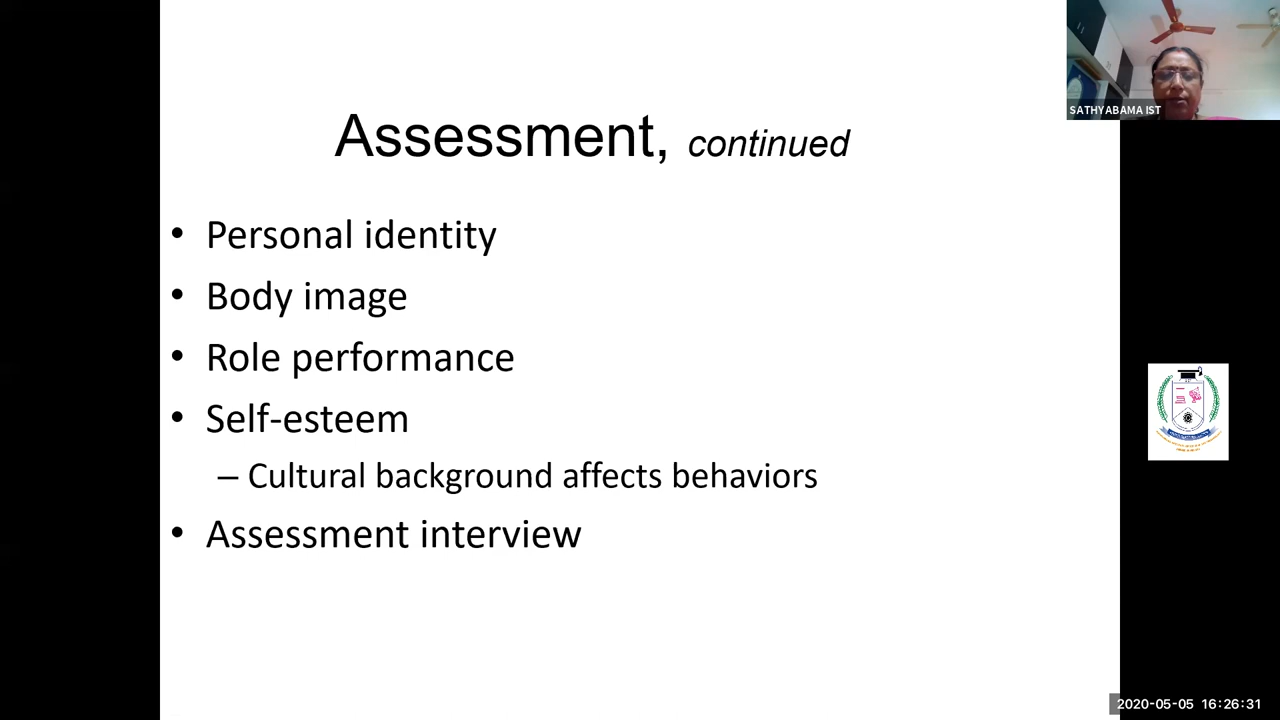 SATHYABAMA IST
Assessment, continued
• Personal identity
• Body image
• Role performance
• Self-esteem
– Cultural background affects behaviors
• Assessment interview
2020-05-05 16:26:31